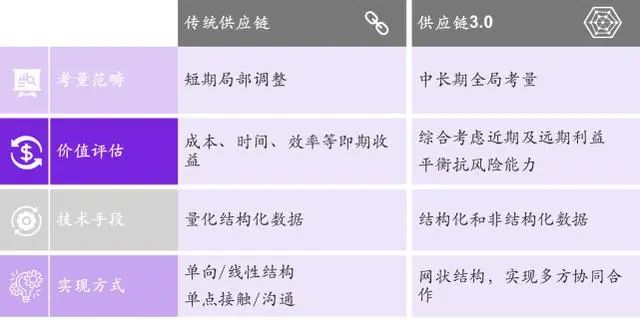 传统供应链
供应链3.0
考量范畴
短期局部调整
中长期全局考量
价值评估
成本、时间、效率等即期收
益
综合考虑近期及远期利益
平衡抗风险能力
技术手段
量化结构化数据
结构化和非结构化数据
实现方式
单向/线性结构
单点接触/沟通
网状结构，实现多方协同合
作